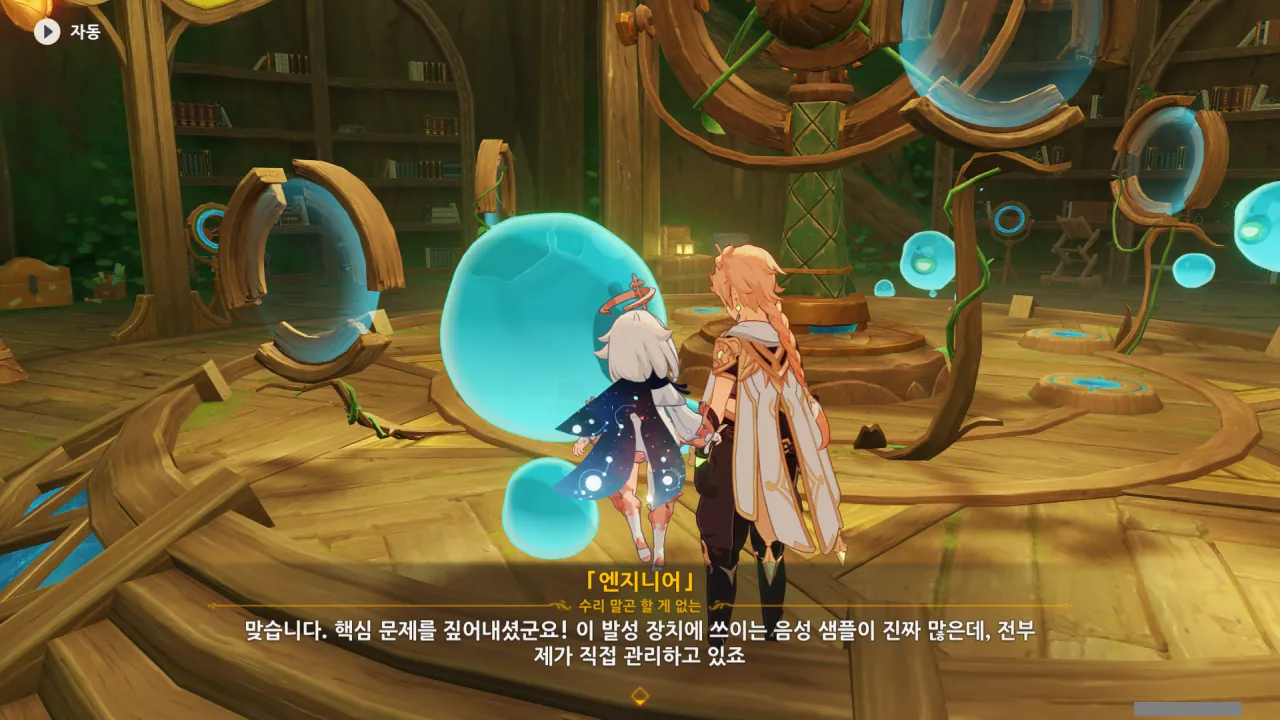 자동
「엔지니어」
수리 말곤 할 게 없는
맞습니다. 핵심 문제를 짚어내셨군요! 이 발성 장치에 쓰이는 음성 샘플이 진짜 많은데, 전부
제가 직접 관리하고 있죠